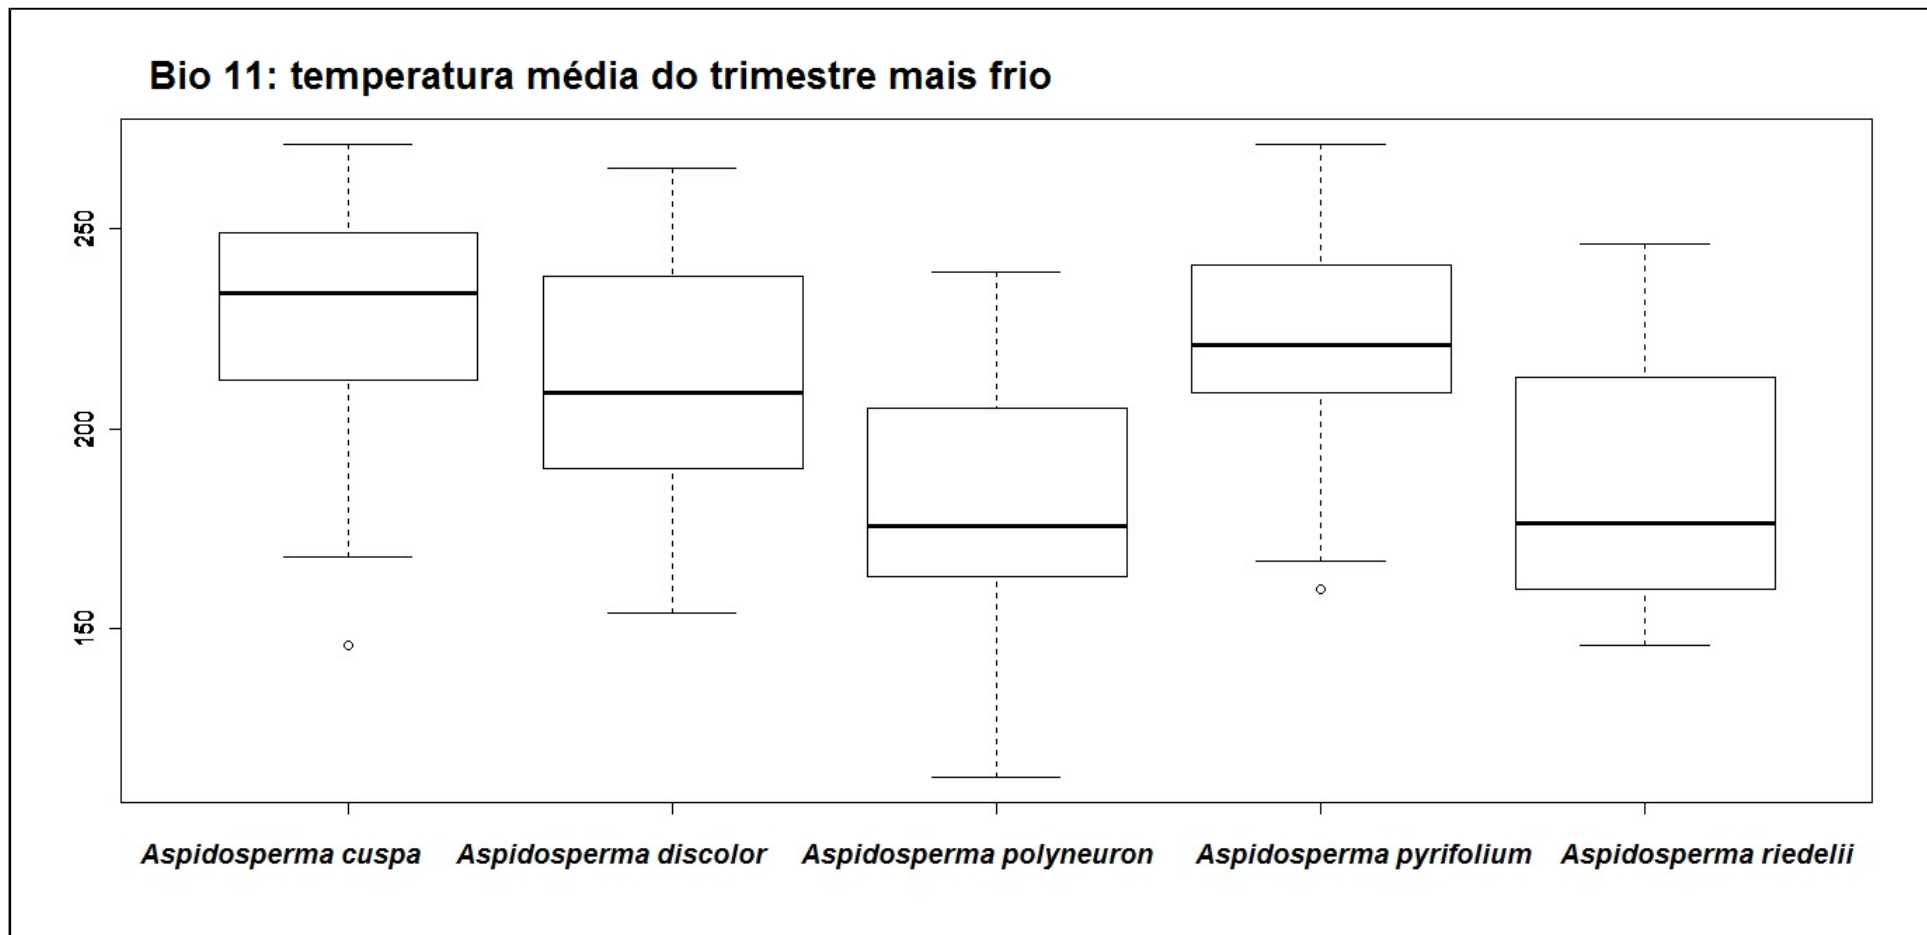 Bio 11: temperatura média do trimestre mais frio
250
200
150
Aspidosperma cuspa Aspidosperma discolor Aspidosperma polyneuron Aspidosperma pyrifolium Aspidosperma riedelii